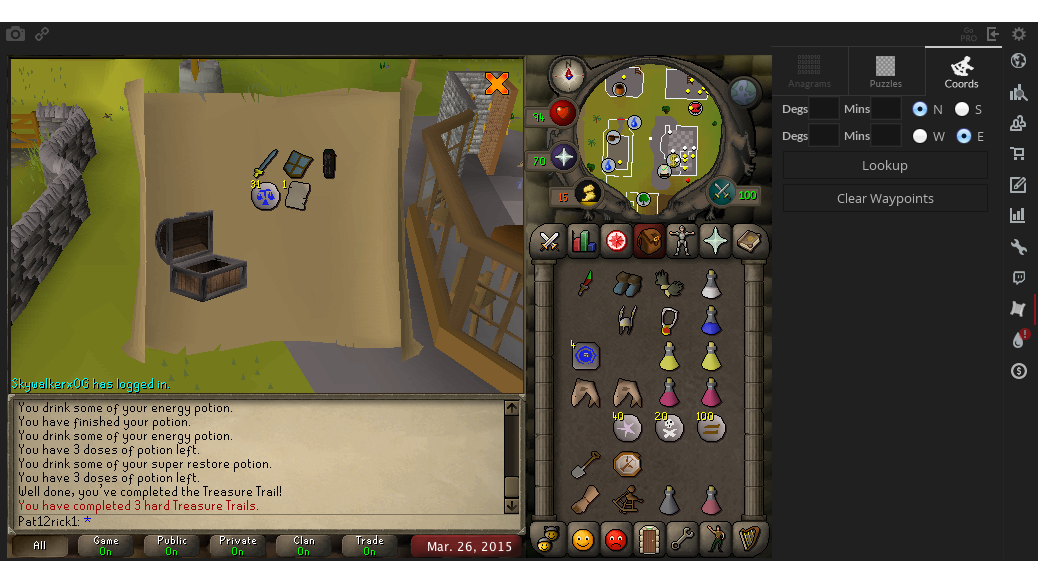 Go
PRO
Anagrams
Puzzles
Coords
Degs Mins N S
Degs Mins W E
Lookup
Clear Waypoints
31
1
N
94
70
15
100
4
40
20
100
Skywalkerx06 has logged in.
You drink some of your energy potion.
You have finished your potion.
You drink some of your energy potion.
You have 3 doses of potion left.
You drink some of your super restore potion.
You have 3 doses of potion left.
Well done, you've completed the Treasure Trail!
You have completed 3 hard Treasure Trails.
Pat12rick1: *
All
Game
On
Public
On
Private
On
Clan
On
Trade
On
Mar. 26, 2015